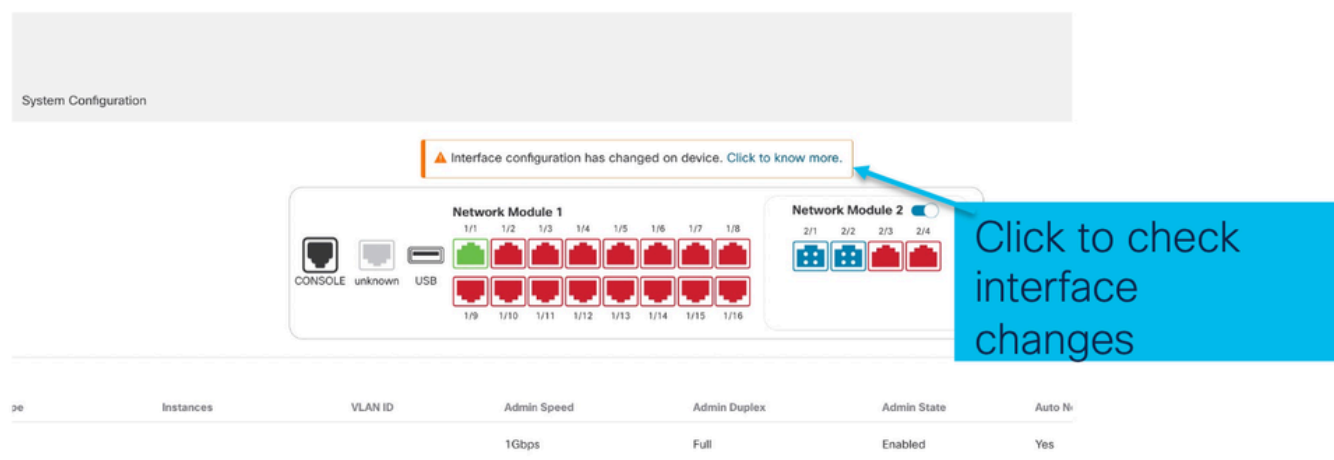 System Configuration
Interface configuration has changed on device. Click to know more.
Network Module 1
Network Module 2
1/1 1/2 1/3 1/4 1/5 1/6 1/7 1/8
2/1 2/2 2/3 2/4
CONSOLE unknown USB
1/9 1/10 1/11 1/12 1/13 1/14 1/15 1/16
Click to check
interface
changes
pe Instances VLAN ID Admin Speed Admin Duplex Admin State Auto N
1Gbps Full Enabled Yes